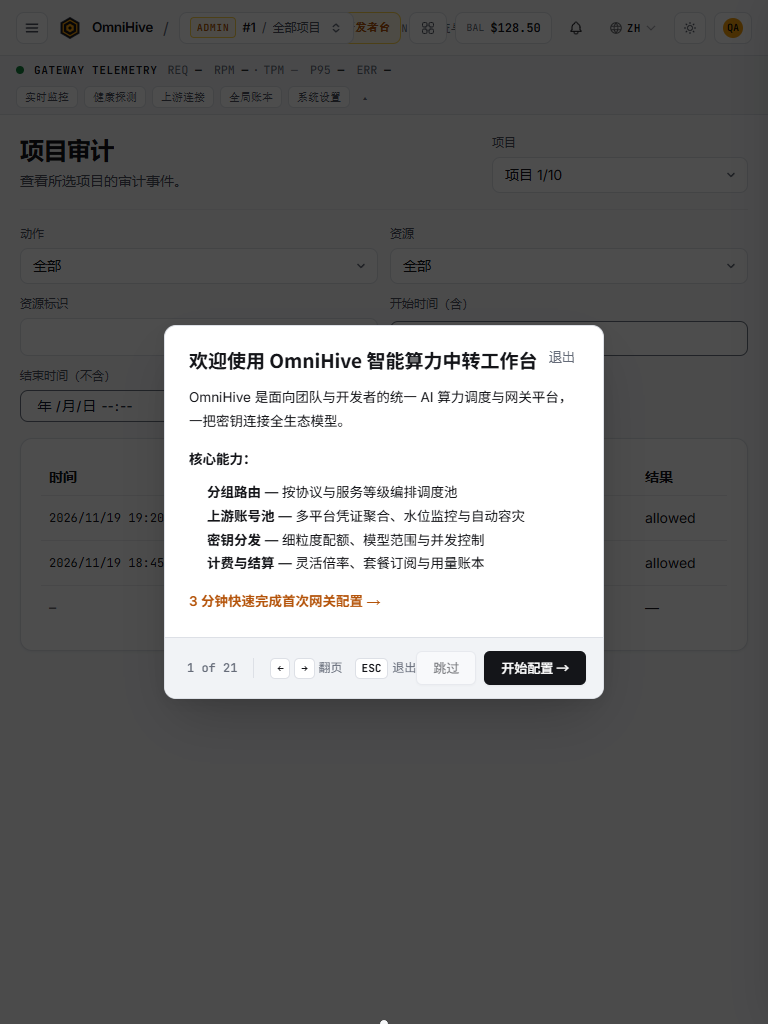 OmniHive / ADMIN #1 / 全部项目 发者台 BAL $128.50 ZH QA
GATEWAY TELEMETRY REQ — RPM — · TPM — P95 — ERR —
实时监控 健康探测 上游连接 全局账本 系统设置
项目审计
查看所选项目的审计事件。
项目
项目 1/10
动作
全部
资源
全部
资源标识
开始时间（含）
结束时间（不含）
年 /月/日 --:--
时间
结果
2026/11/19 19:20
allowed
2026/11/19 18:45
allowed
—
—
欢迎使用 OmniHive 智能算力中转工作台
退出
OmniHive 是面向团队与开发者的统一 AI 算力调度与网关平台，
一把密钥连接全生态模型。
核心能力：
分组路由 — 按协议与服务等级编排调度池
上游账号池 — 多平台凭证聚合、水位监控与自动容灾
密钥分发 — 细粒度配额、模型范围与并发控制
计费与结算 — 灵活倍率、套餐订阅与用量账本
3 分钟快速完成首次网关配置 →
1 of 21 ← → 翻页 ESC 退出 跳过 开始配置 →